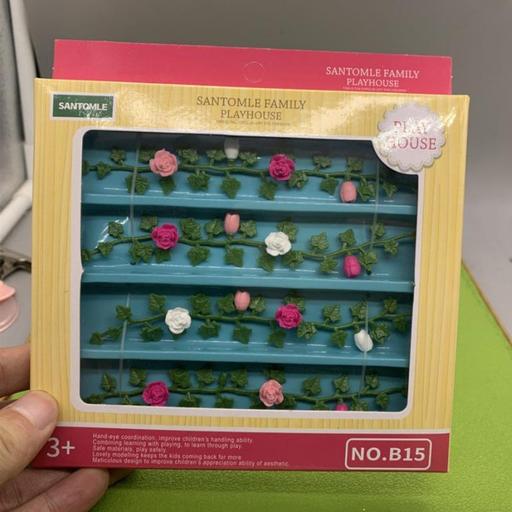 SANTOMLE FAMILY
PLAYHOUSE
SANTOMLE
SANTOMLE FAMILY
PLAYHOUSE
PLAY
HOUSE
3+
Hand-eye coordination, improve children's handling ability.
Combining learning with playing, to learn through play.
Safe materials, play safely.
Lovely modelling keeps the kids coming back for more
Meticulous design to improve children's appreciation ability of aesthetic.
NO.B15